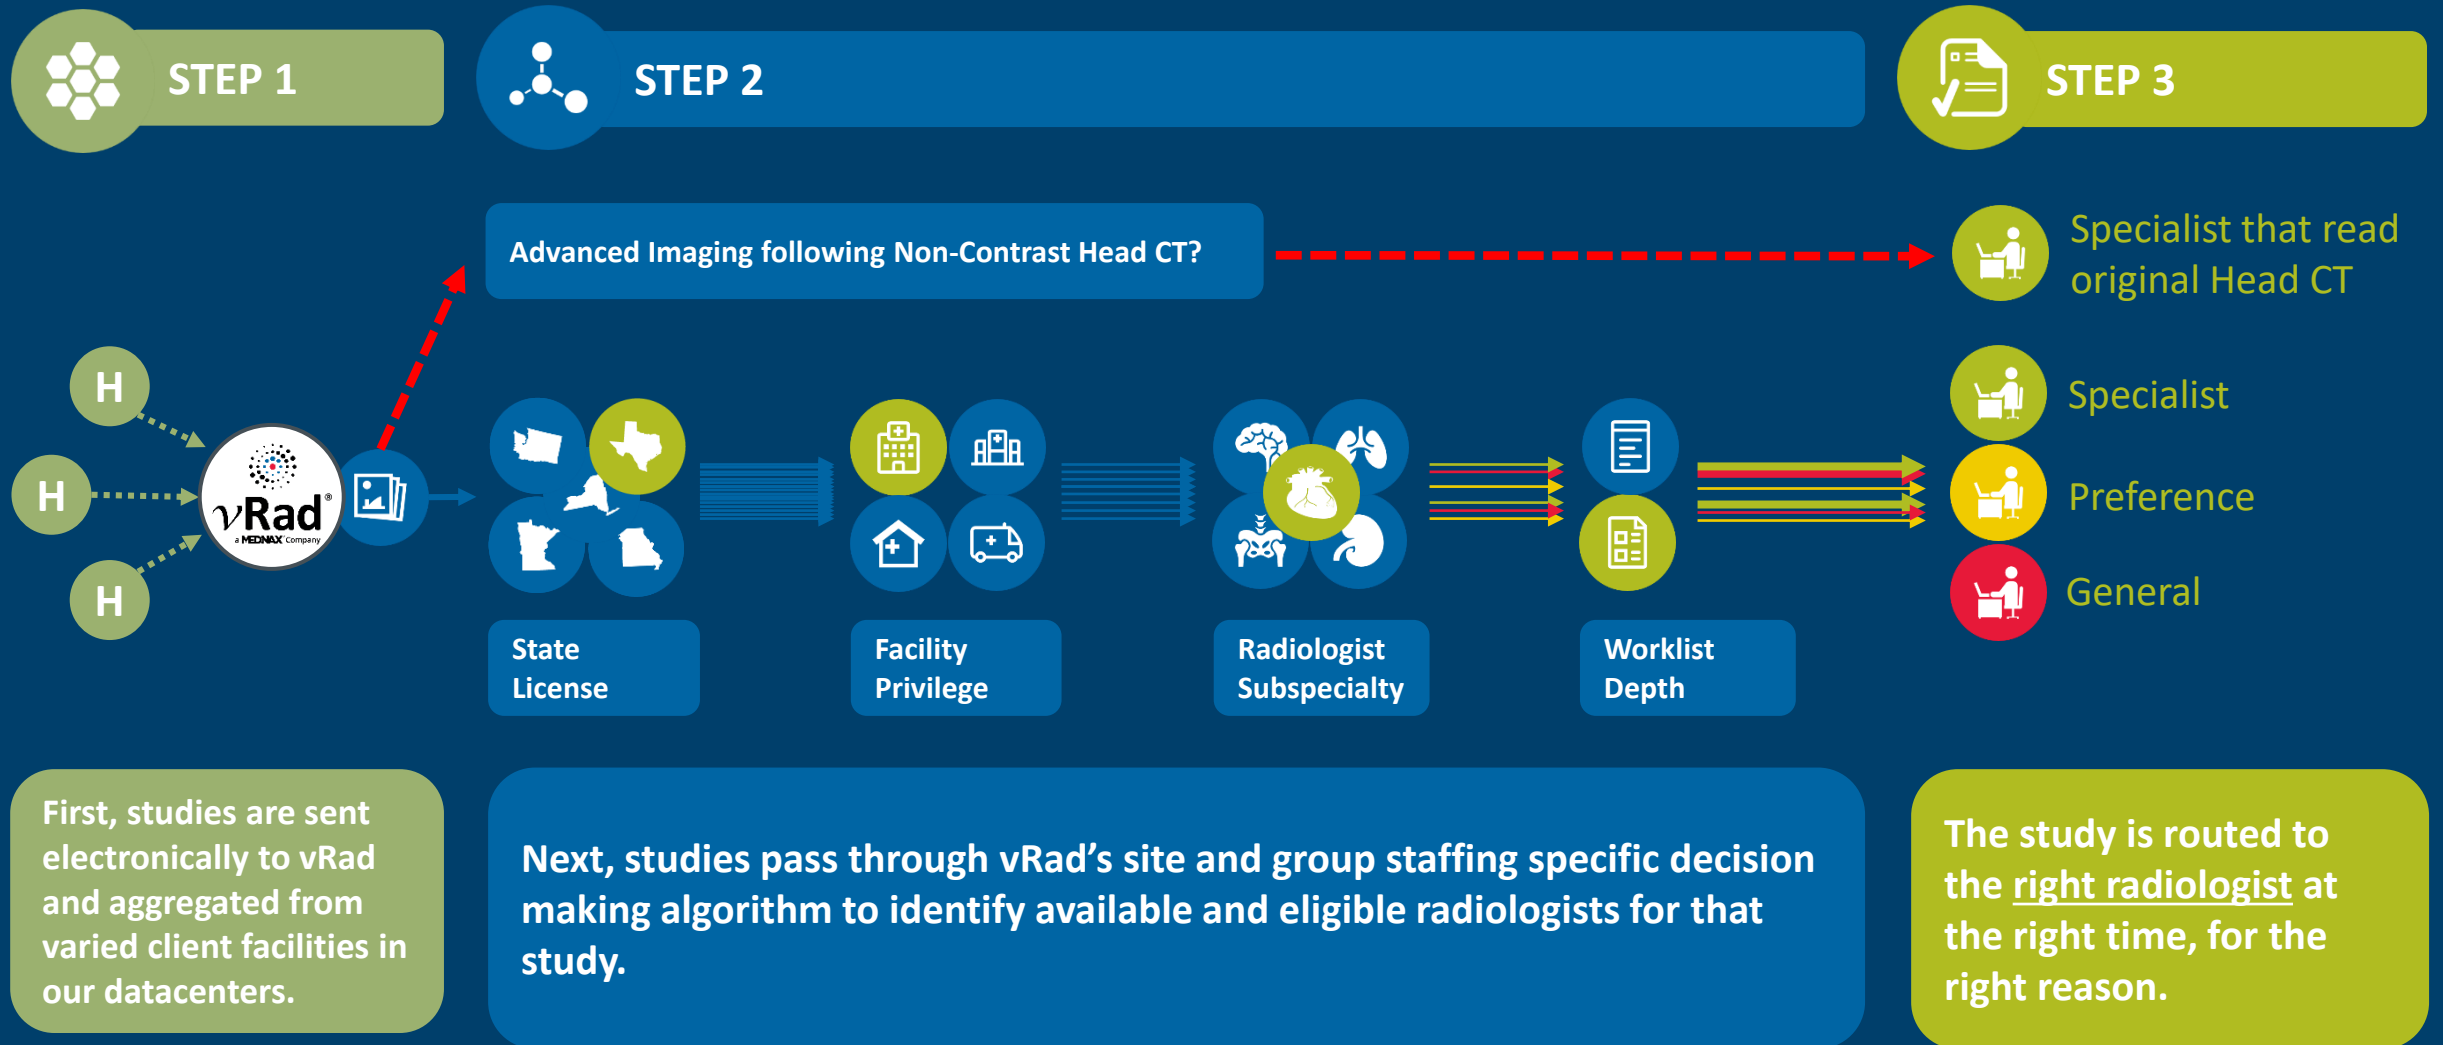 STEP 1
STEP 2
STEP 3
Advanced Imaging following Non-Contrast Head CT?
Specialist that read
original Head CT
H
H
H
vRad®
a MEDNAX Company
Specialist
Preference
General
State
License
Facility
Privilege
Radiologist
Subspecialty
Worklist
Depth
First, studies are sent
electronically to vRad
and aggregated from
varied client facilities in
our datacenters.
Next, studies pass through vRad’s site and group staffing specific decision
making algorithm to identify available and eligible radiologists for that
study.
The study is routed to
the right radiologist at
the right time, for the
right reason.